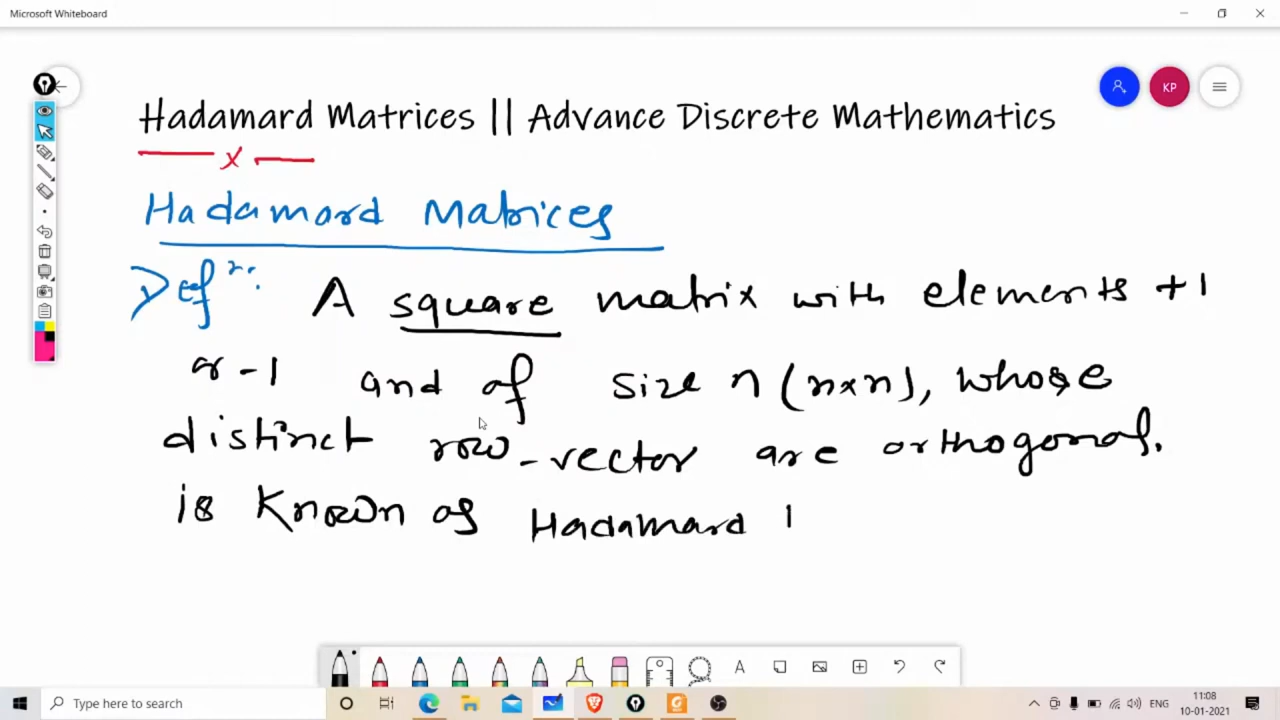 Microsoft Whiteboard
KP
Hadamard Matrices || Advance Discrete Mathematics
x
Hadamard Matrices
Defn: A square matrix with elements +1
or -1 and of size n (n×n), whose
distinct row-vector are orthogonal.
is known as Hadamard
A
Type here to search
11:08
10-01-2021